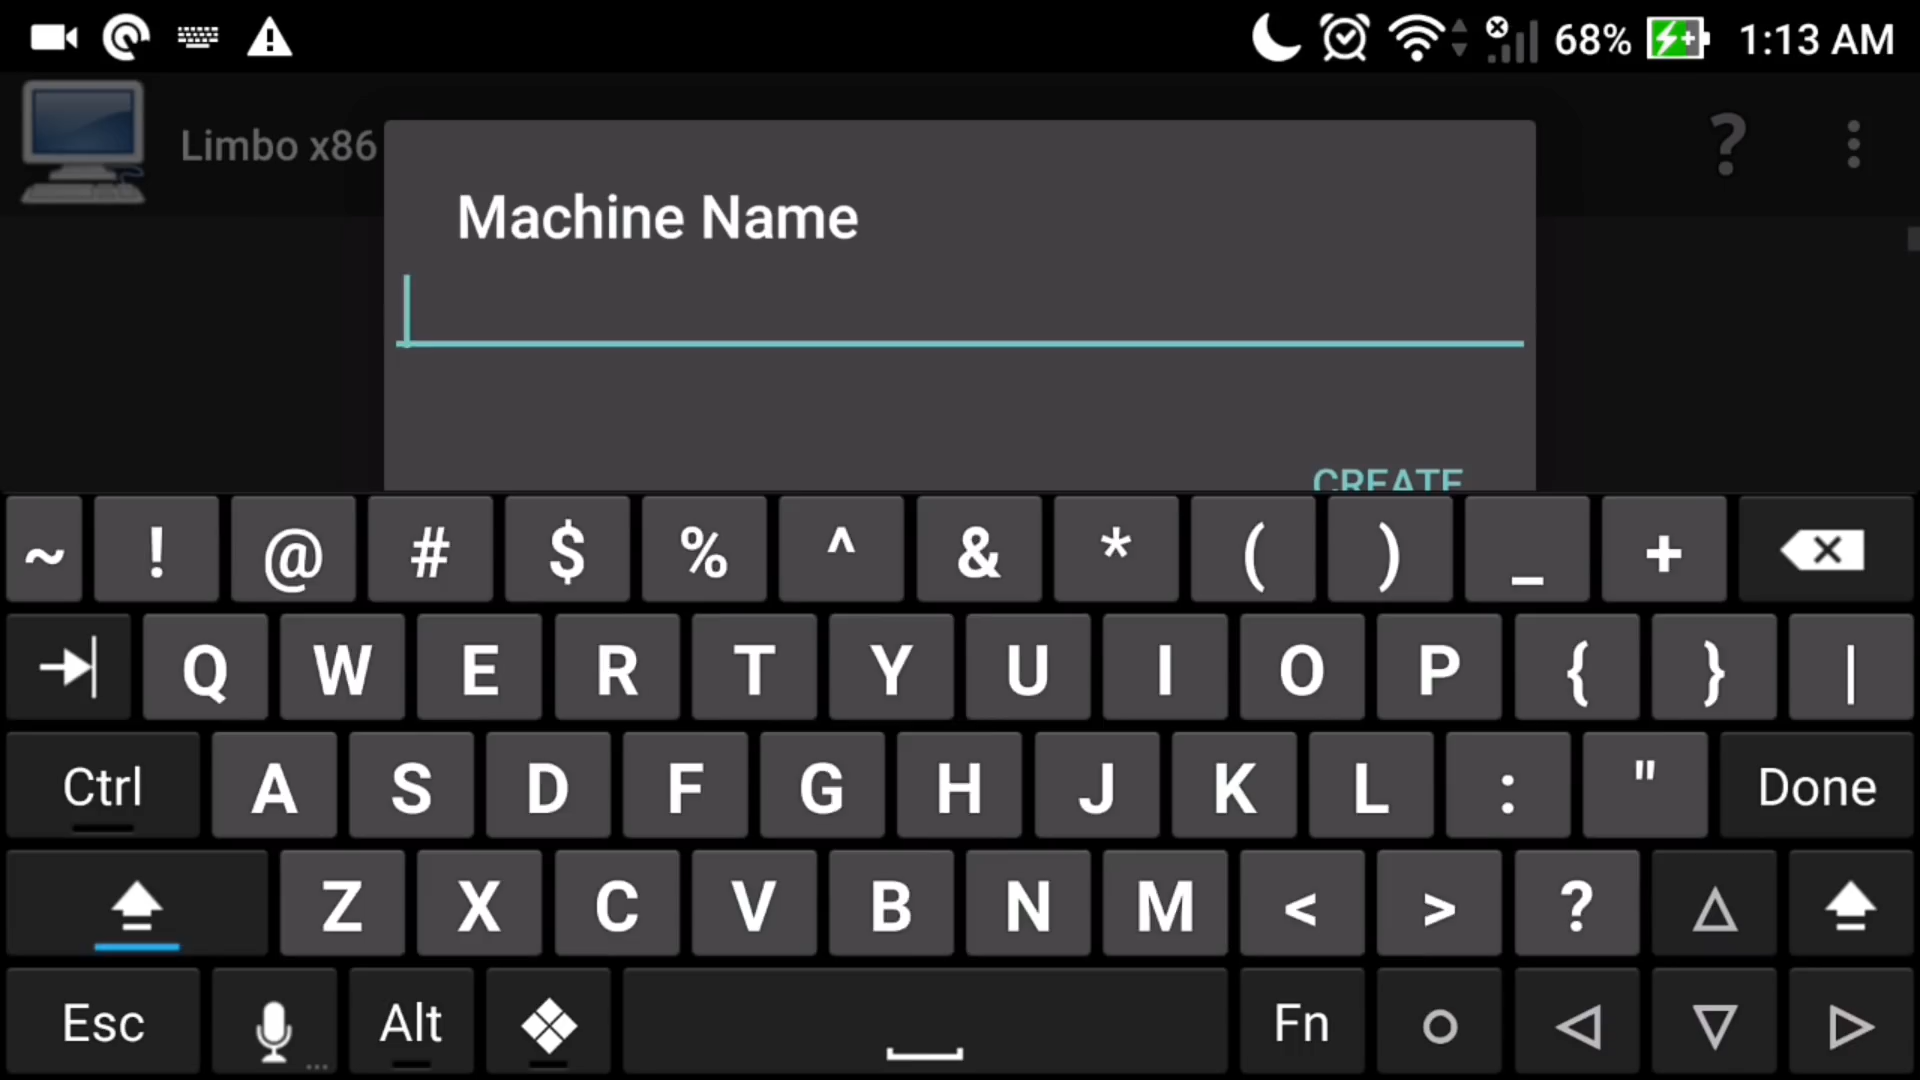 68% 1:13 AM
Limbo x86
Machine Name
CREATE
~ ! @ # $ % ^ & * ( ) _ +
Q W E R T Y U I O P { } |
Ctrl A S D F G H J K L : " Done
Z X C V B N M < > ?
Esc Alt Fn